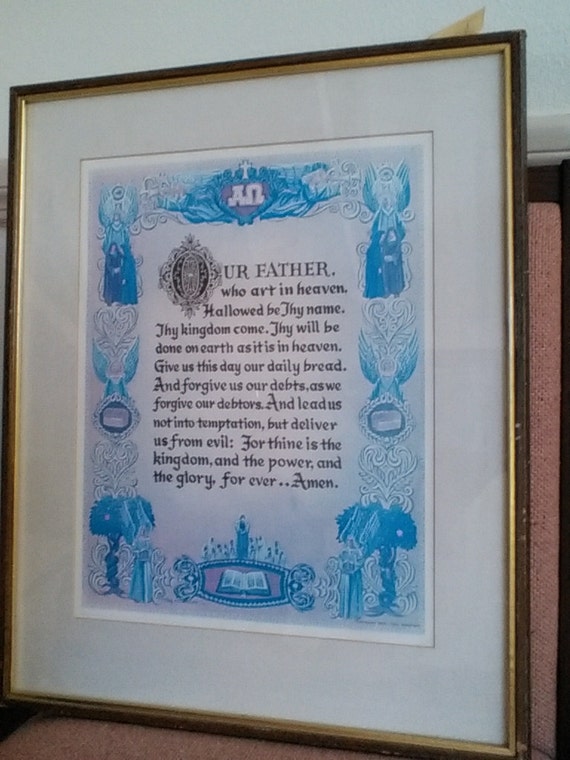 ΑΩ
OUR FATHER,
who art in heaven,
Hallowed be Thy name.
Thy kingdom come. Thy will be
done on earth as it is in heaven.
Give us this day our daily bread.
And forgive us our debts, as we
forgive our debtors. And lead us
not into temptation, but deliver
us from evil: For thine is the
kingdom, and the power, and
the glory, for ever.. Amen.